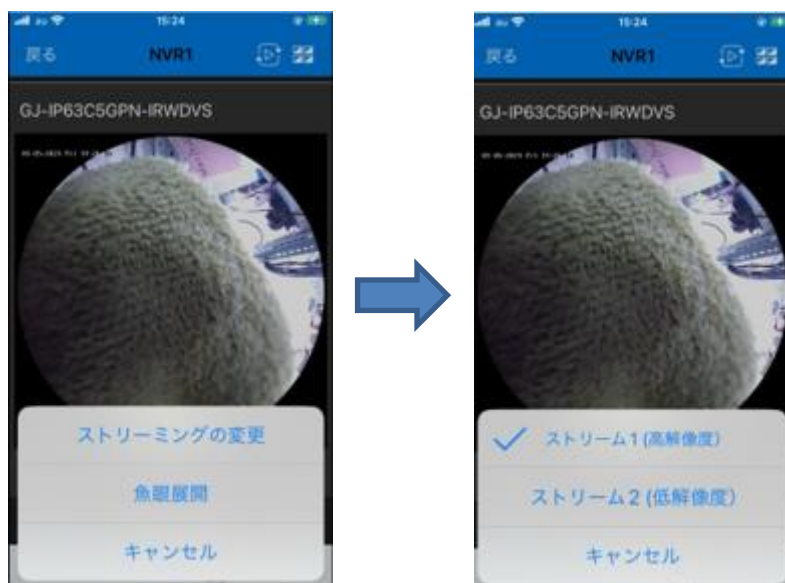 15:24
戻る NVR1
GJ-IP63C5GPN-IRWDVS
ストリーミングの変更
魚眼展開
キャンセル
15:24
戻る NVR1
GJ-IP63C5GPN-IRWDVS
ストリーム1 (高解像度)
ストリーム2 (低解像度)
キャンセル